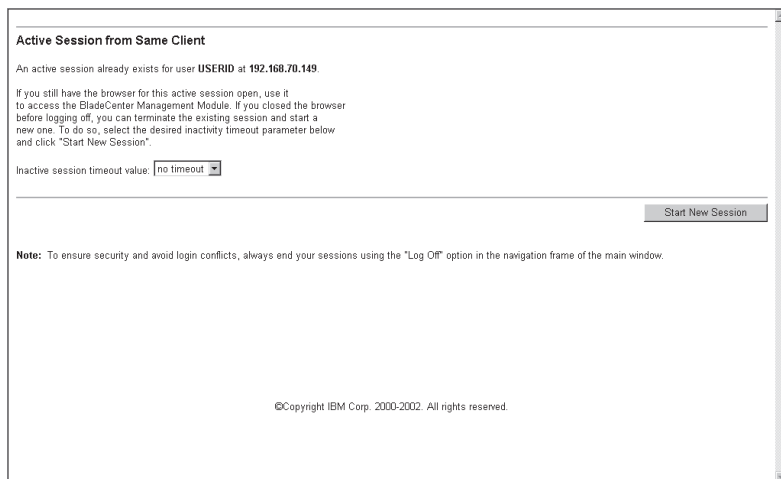 Active Session from Same Client
An active session already exists for user USERID at 192.168.70.149.
If you still have the browser for this active session open, use it
to access the BladeCenter Management Module. If you closed the browser
before logging off, you can terminate the existing session and start a
new one. To do so, select the desired inactivity timeout parameter below
and click "Start New Session".
Inactive session timeout value: no timeout
Start New Session
Note: To ensure security and avoid login conflicts, always end your sessions using the "Log Off" option in the navigation frame of the main window.
©Copyright IBM Corp. 2000-2002. All rights reserved.